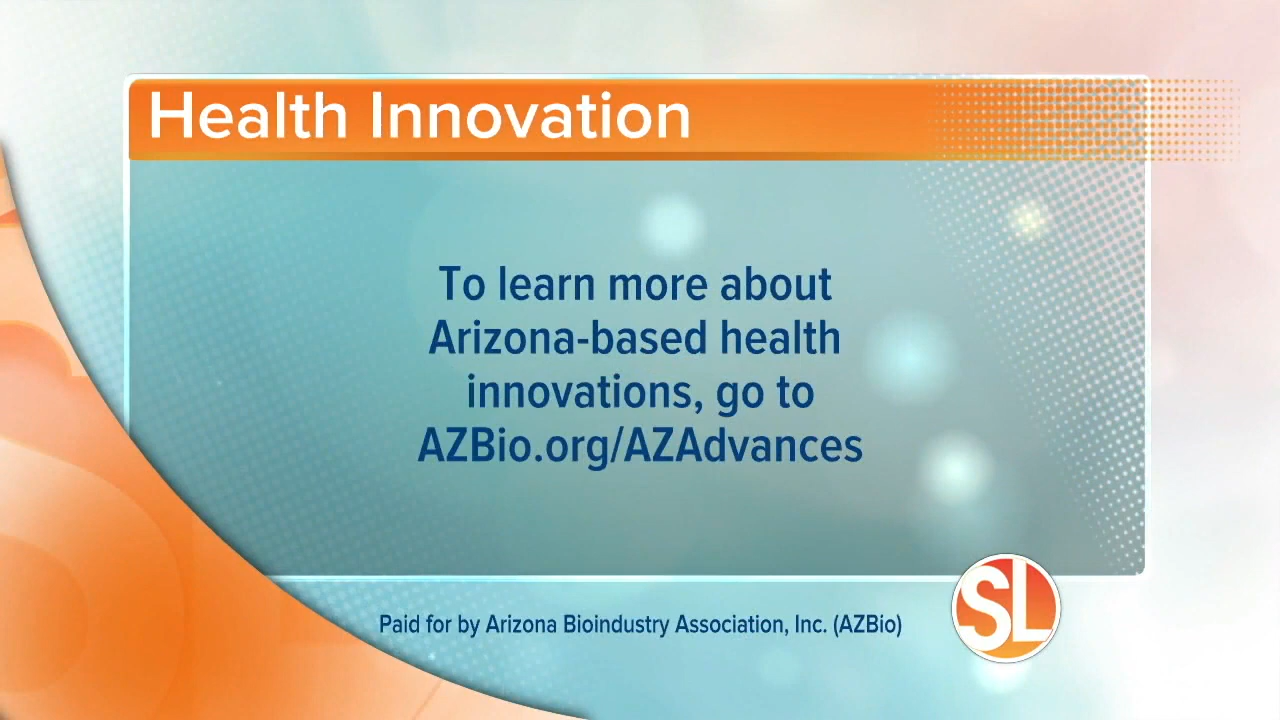 Health Innovation
To learn more about
Arizona-based health
innovations, go to
AZBio.org/AZAdvances
Paid for by Arizona Bioindustry Association, Inc. (AZBio)
SL